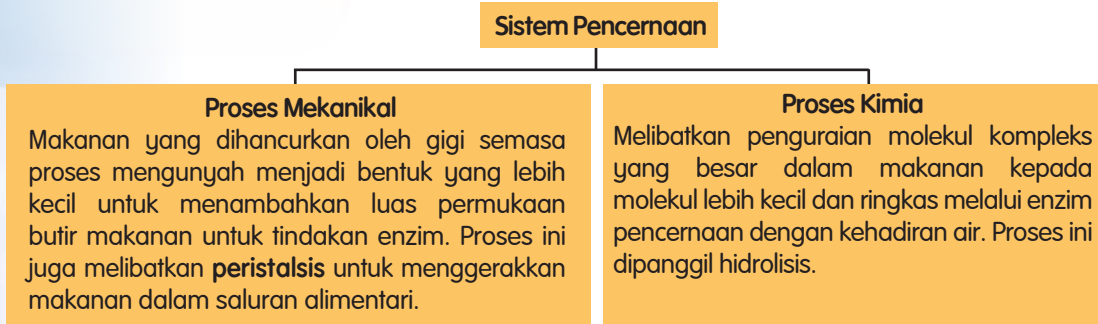 Sistem Pencernaan
Proses Mekanikal
Makanan yang dihancurkan oleh gigi semasa
proses mengunyah menjadi bentuk yang lebih
kecil untuk menambahkan luas permukaan
butir makanan untuk tindakan enzim. Proses ini
juga melibatkan peristalsis untuk menggerakkan
makanan dalam saluran alimentari.
Proses Kimia
Melibatkan penguraian molekul kompleks
yang besar dalam makanan kepada
molekul lebih kecil dan ringkas melalui enzim
pencernaan dengan kehadiran air. Proses ini
dipanggil hidrolisis.